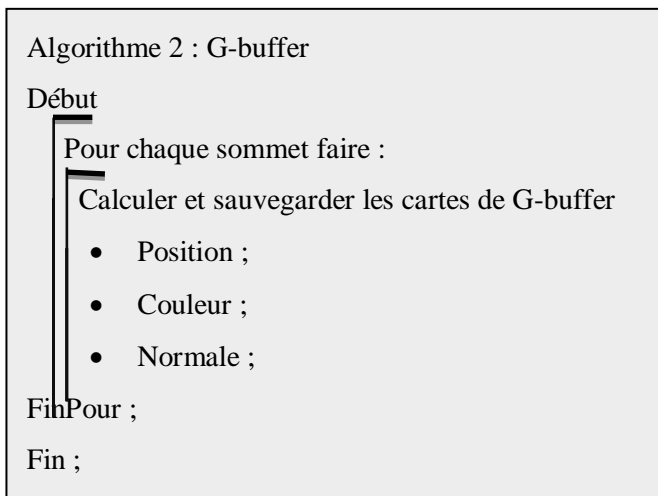 Algorithme 2 : G-buffer
Début
Pour chaque sommet faire :
Calculer et sauvegarder les cartes de G-buffer
• Position ;
• Couleur ;
• Normale ;
FinPour ;
Fin ;